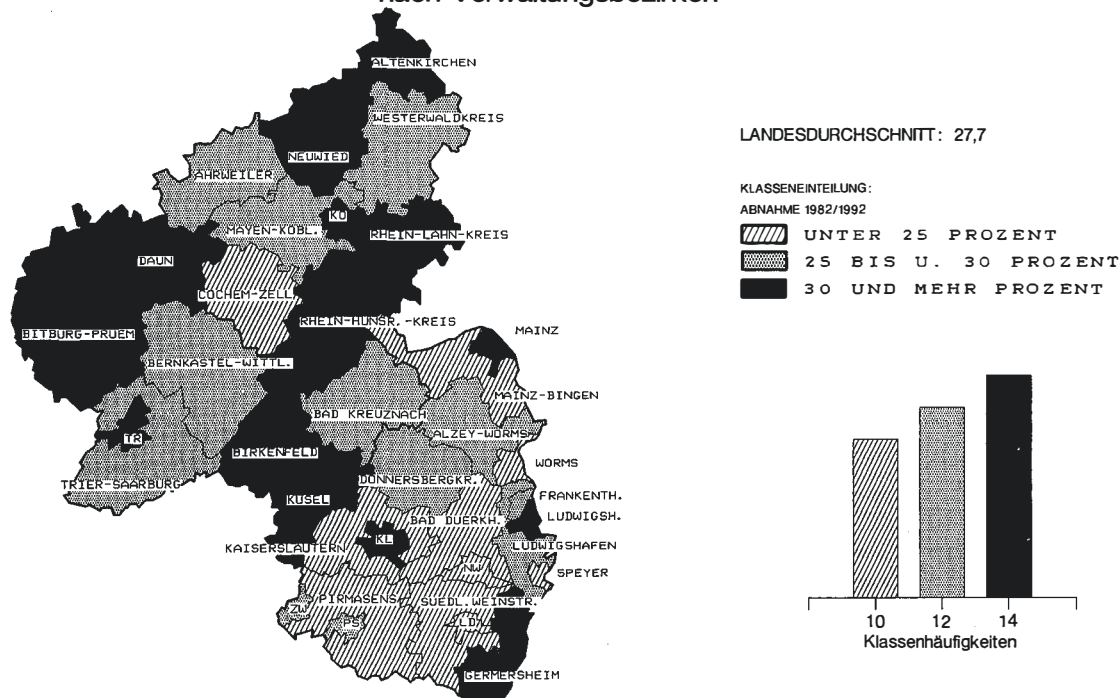 nach Verwaltungsbezirken
ALTENKIRCHEN
WESTERWALDKREIS
NEUWIED
AHRWEILER
KO
MAYEN-KOBL.
RHEIN-LAHN-KREIS
DAUN
COCHEM-ZELL
RHEIN-HUNSR.-KREIS
BITBURG-PRUEM
MAINZ
BERNKASTEL-WITTL.
MAINZ-BINGEN
BAD KREUZNACH
ALZEY-WORMS
TR
BIRKENFELD
WORMS
TRIER-SAARBURG
DONNERSBERGKR.
KUSEL
FRANKENTH.
BAD DUERKH.
LUDWIGSH.
KL
KAISERSLAUTERN
LUDWIGSHAFEN
NW
SPEYER
PIRMASENS
SUEDL.WEINSTR.
ZW
PS
LD
GERMERSHEIM
LANDESDURCHSCHNITT: 27,7
KLASSENEINTEILUNG:
ABNAHME 1982/1992
UNTER 25 PROZENT
25 BIS U. 30 PROZENT
30 UND MEHR PROZENT
10
12
14
Klassenhäufigkeiten